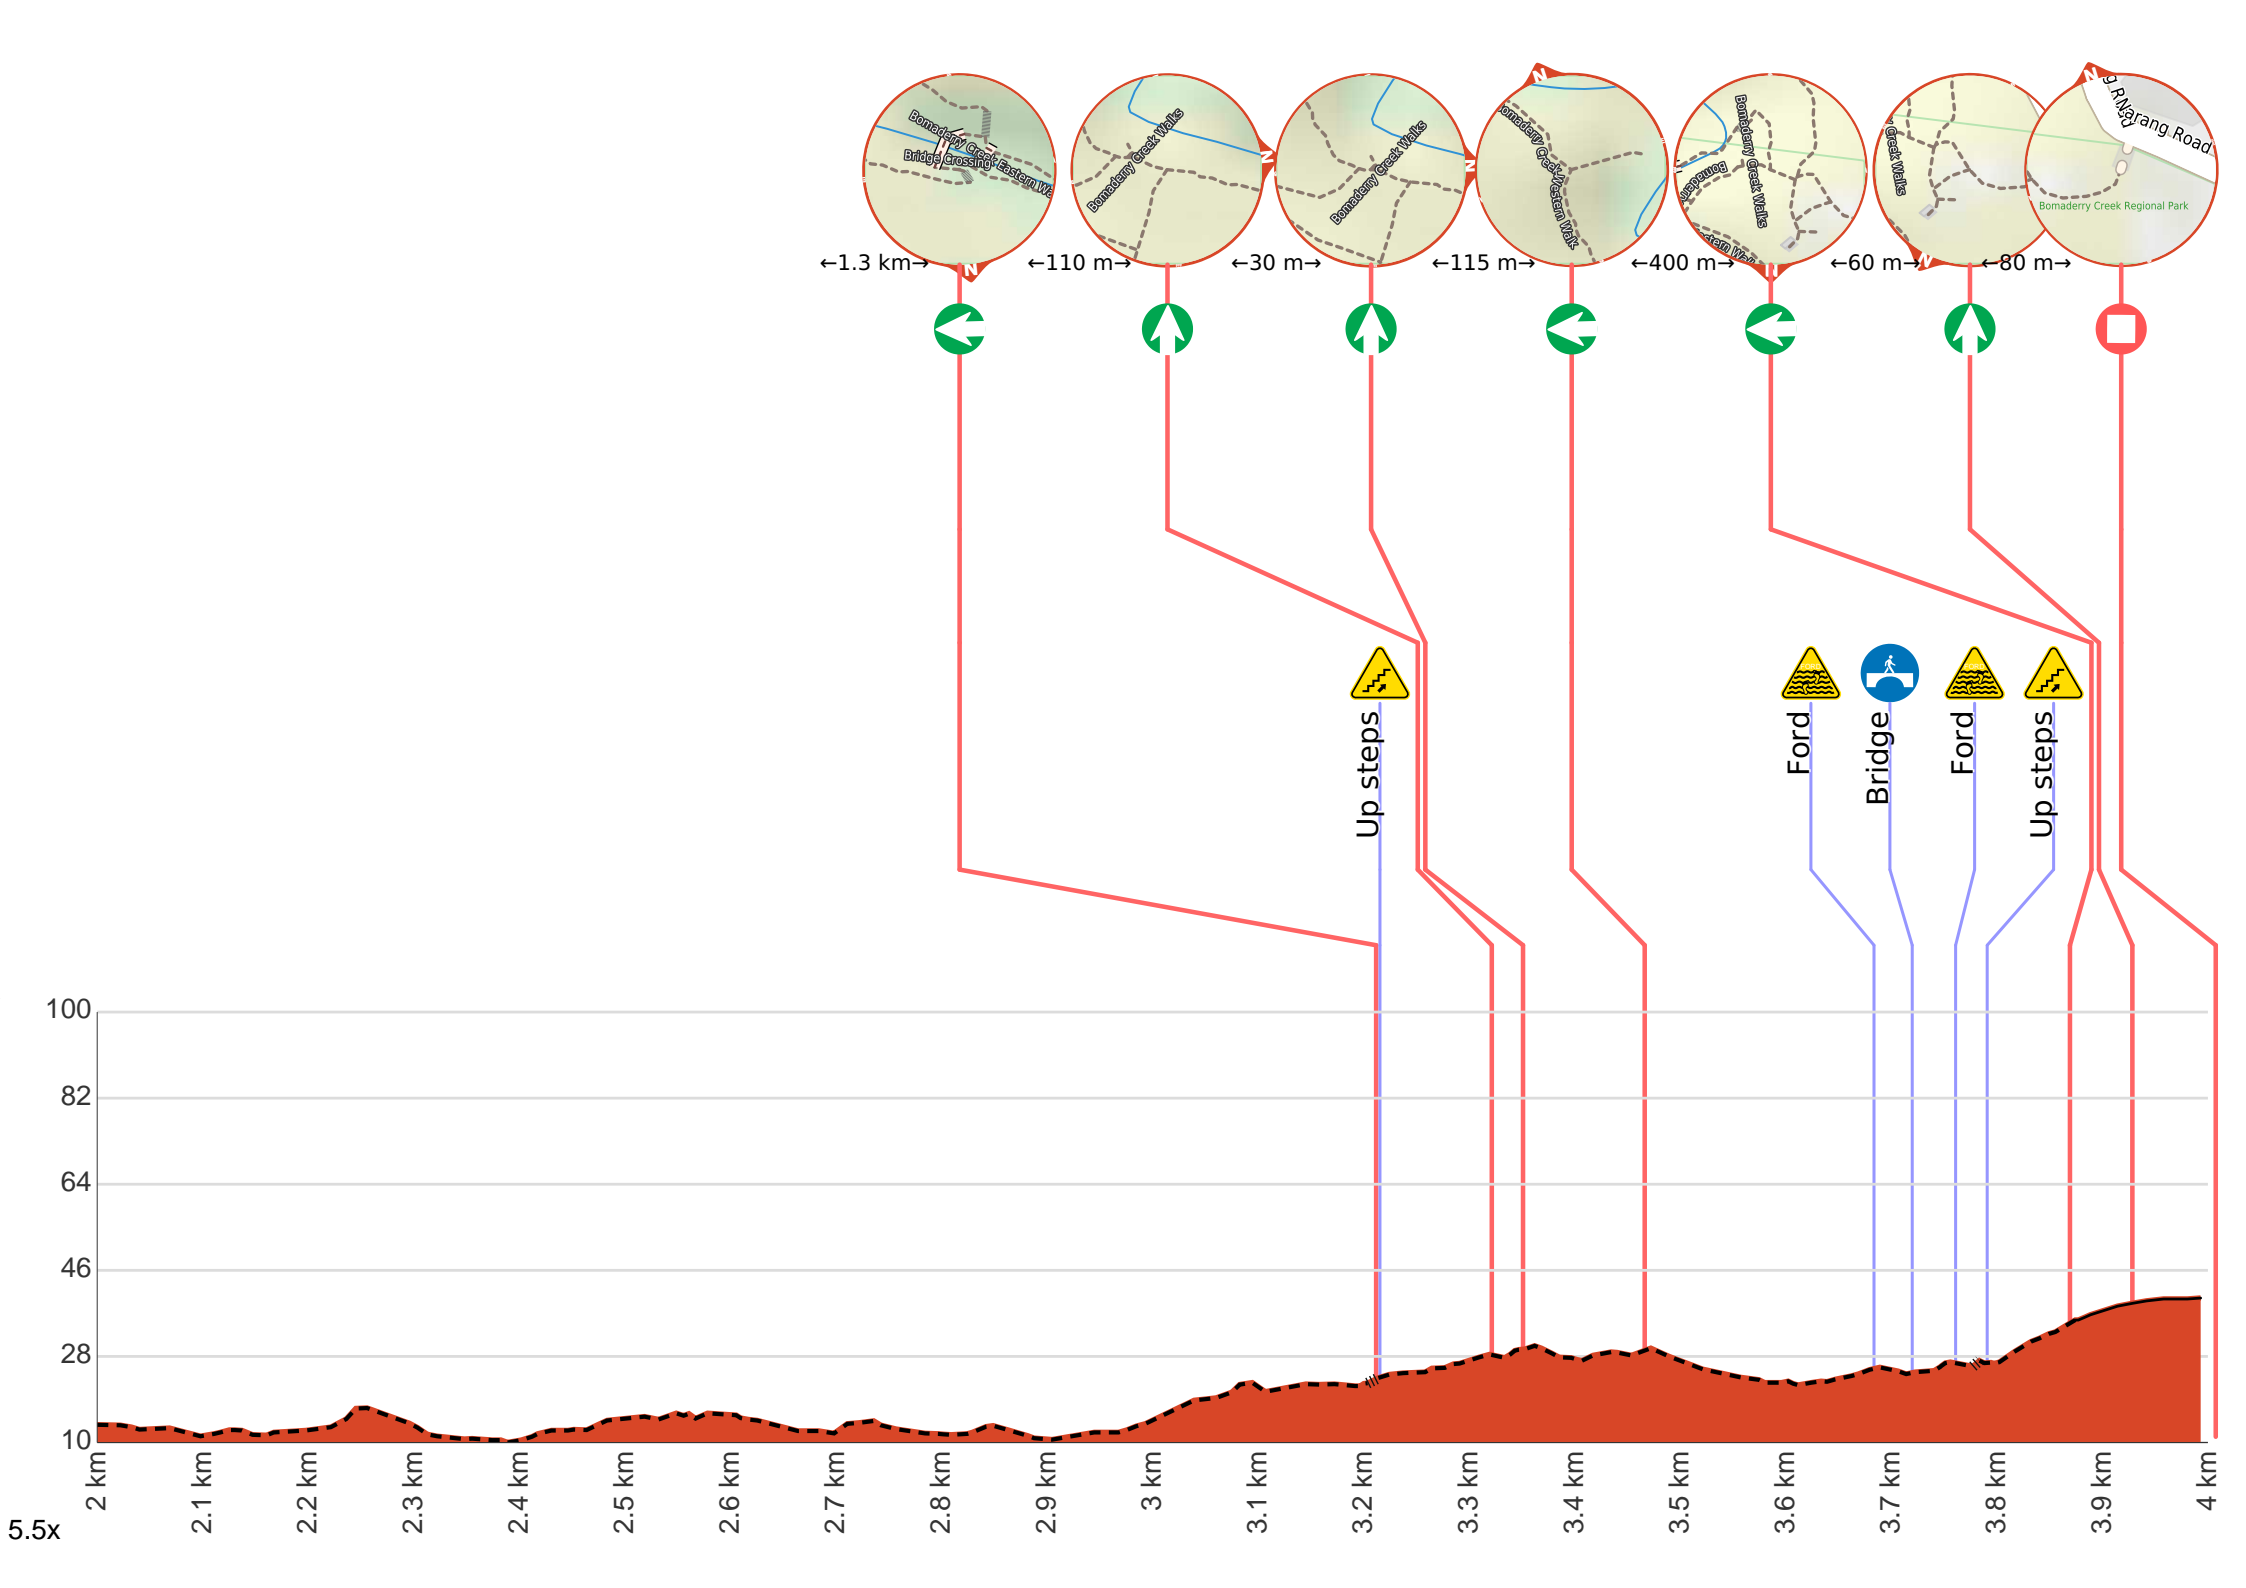 N
N
N
N
N
N
N
Bomaderry Creek Eastern Wa
Bridge Crossing
Bomaderry Creek Walks
Bomaderry Creek Walks
omaderry Creek Western Walk
Bomaderry Creek Walks
Bomaderr
stern Wal
y Creek Walks
g Rd
Narang Road
Bomaderry Creek Regional Park
←1.3 km→
←110 m→
←30 m→
←115 m→
←400 m→
←60 m→
←80 m→
Up steps
Ford
Bridge
Ford
Up steps
100
82
64
46
28
10
2 km
2.1 km
2.2 km
2.3 km
2.4 km
2.5 km
2.6 km
2.7 km
2.8 km
2.9 km
3 km
3.1 km
3.2 km
3.3 km
3.4 km
3.5 km
3.6 km
3.7 km
3.8 km
3.9 km
4 km
5.5x